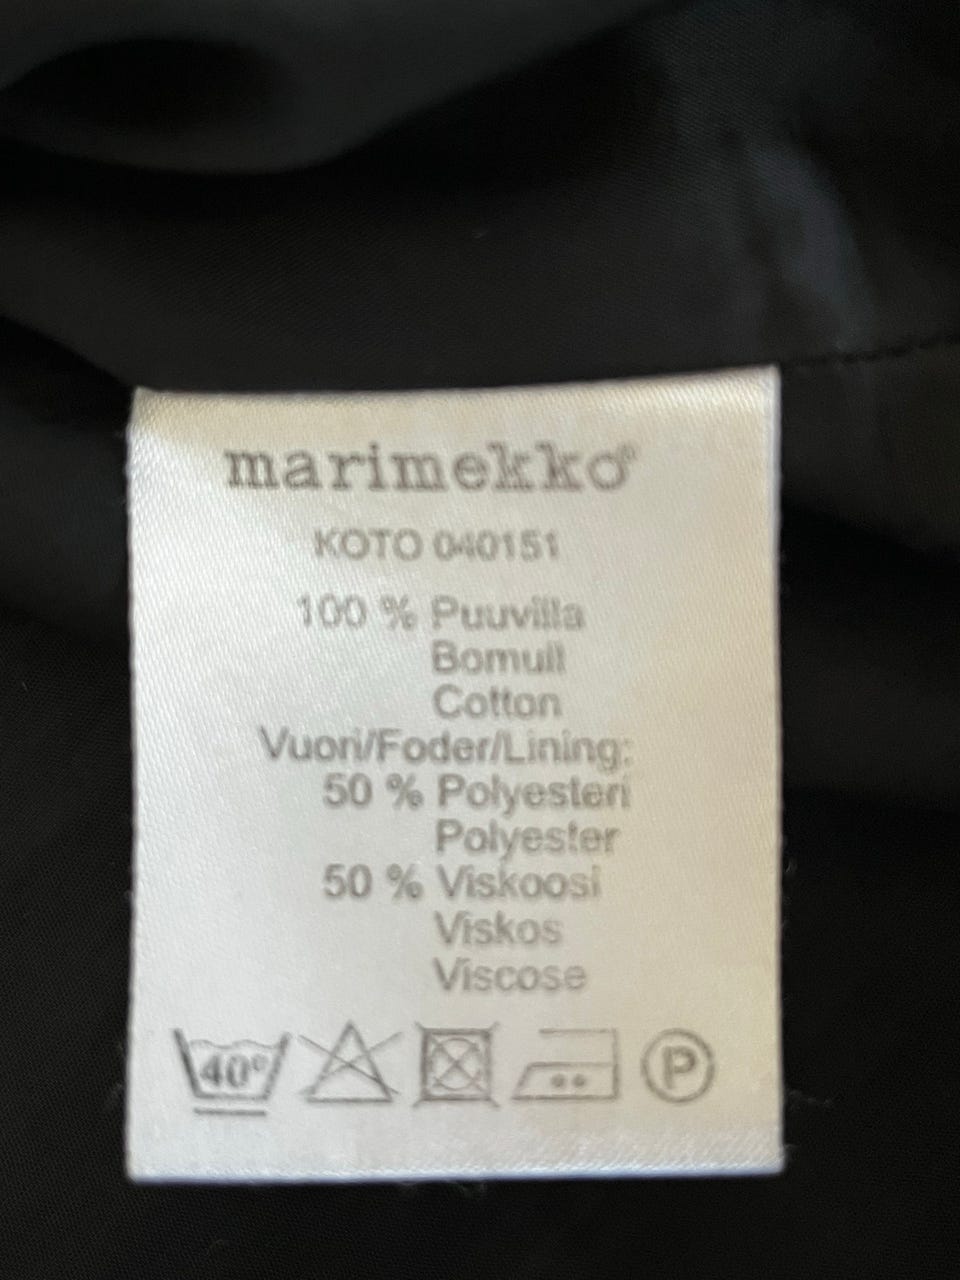 marimekko®
KOTO 040151
100 % Puuvilla
Bomull
Cotton
Vuori/Foder/Lining:
50 % Polyesteri
Polyester
50 % Viskoosi
Viskos
Viscose
40° P